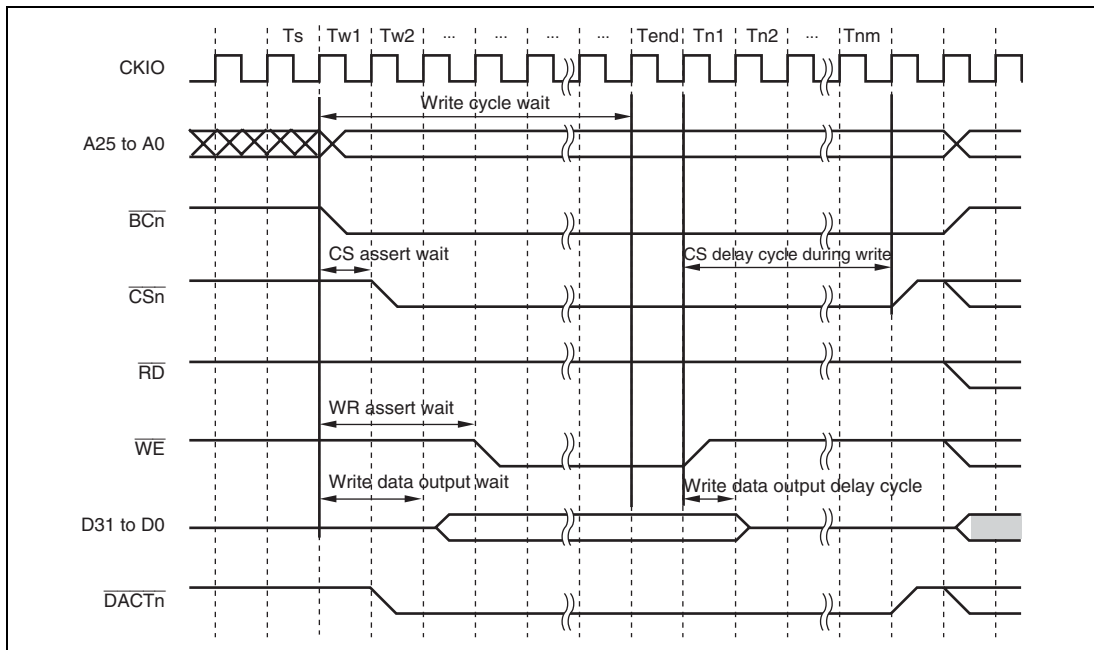 Ts Tw1 Tw2 ... ... ... ... Tend Tn1 Tn2 ... Tnm
CKIO
Write cycle wait
A25 to A0
BCn
CS assert wait
CS delay cycle during write
CSn
RD
WR assert wait
WE
Write data output wait
Write data output delay cycle
D31 to D0
DACTn